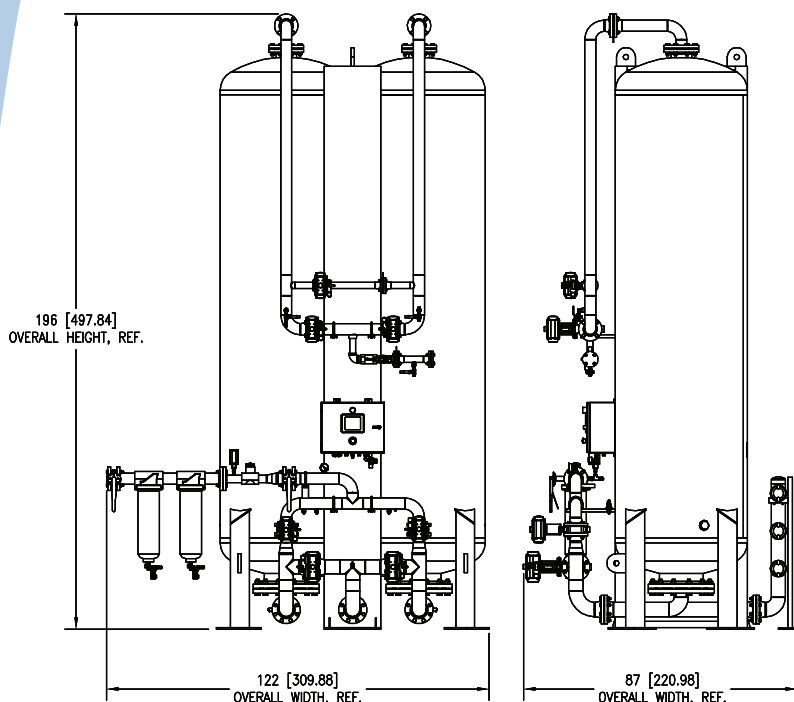 196 [497.84]
OVERALL HEIGHT, REF.
122 [309.88]
OVERALL WIDTH, REF.
87 [220.98]
OVERALL WIDTH, REF.